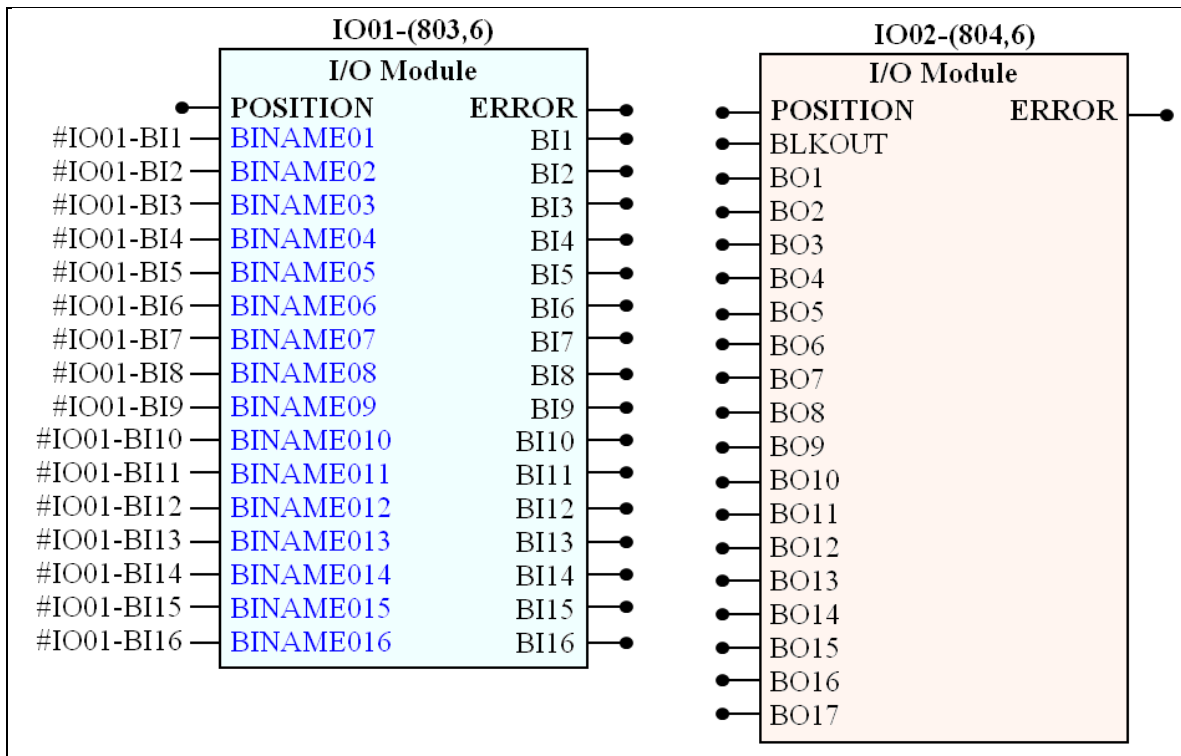 IO01-(803,6)
I/O Module
POSITION ERROR
#IO01-BI1 BINAME01 BI1
#IO01-BI2 BINAME02 BI2
#IO01-BI3 BINAME03 BI3
#IO01-BI4 BINAME04 BI4
#IO01-BI5 BINAME05 BI5
#IO01-BI6 BINAME06 BI6
#IO01-BI7 BINAME07 BI7
#IO01-BI8 BINAME08 BI8
#IO01-BI9 BINAME09 BI9
#IO01-BI10 BINAME010 BI10
#IO01-BI11 BINAME011 BI11
#IO01-BI12 BINAME012 BI12
#IO01-BI13 BINAME013 BI13
#IO01-BI14 BINAME014 BI14
#IO01-BI15 BINAME015 BI15
#IO01-BI16 BINAME016 BI16
IO02-(804,6)
I/O Module
POSITION ERROR
BLKOUT
BO1
BO2
BO3
BO4
BO5
BO6
BO7
BO8
BO9
BO10
BO11
BO12
BO13
BO14
BO15
BO16
BO17